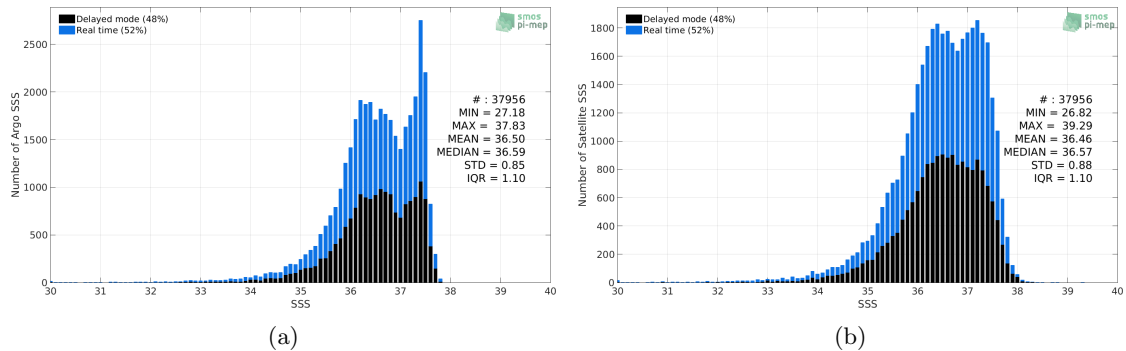 Delayed mode (48%)
Real time (52%)
smos
pi-mep
Number of Argo SSS
2500
2000
1500
1000
500
0
# : 37956
MIN = 27.18
MAX =  37.83
MEAN = 36.50
MEDIAN = 36.59
STD = 0.85
IQR = 1.10
30 31 32 33 34 35 36 37 38 39 40
SSS
(a)
Delayed mode (48%)
Real time (52%)
smos
pi-mep
Number of Satellite SSS
1800
1600
1400
1200
1000
800
600
400
200
0
# : 37956
MIN = 26.82
MAX =  39.29
MEAN = 36.46
MEDIAN = 36.57
STD = 0.88
IQR = 1.10
30 31 32 33 34 35 36 37 38 39 40
SSS
(b)